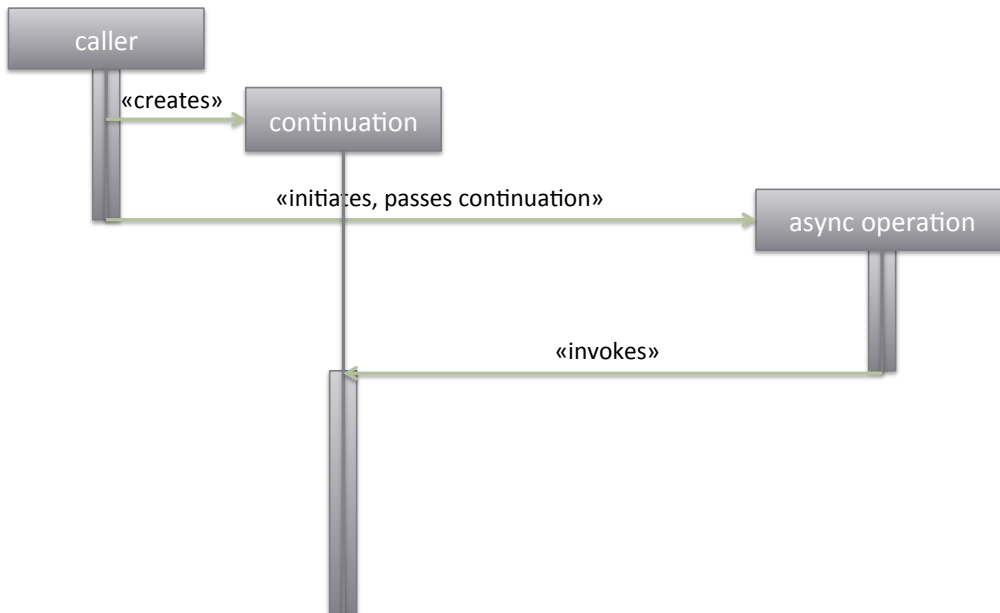 caller
«creates»
continuation
«initiates, passes continuation»
async operation
«invokes»